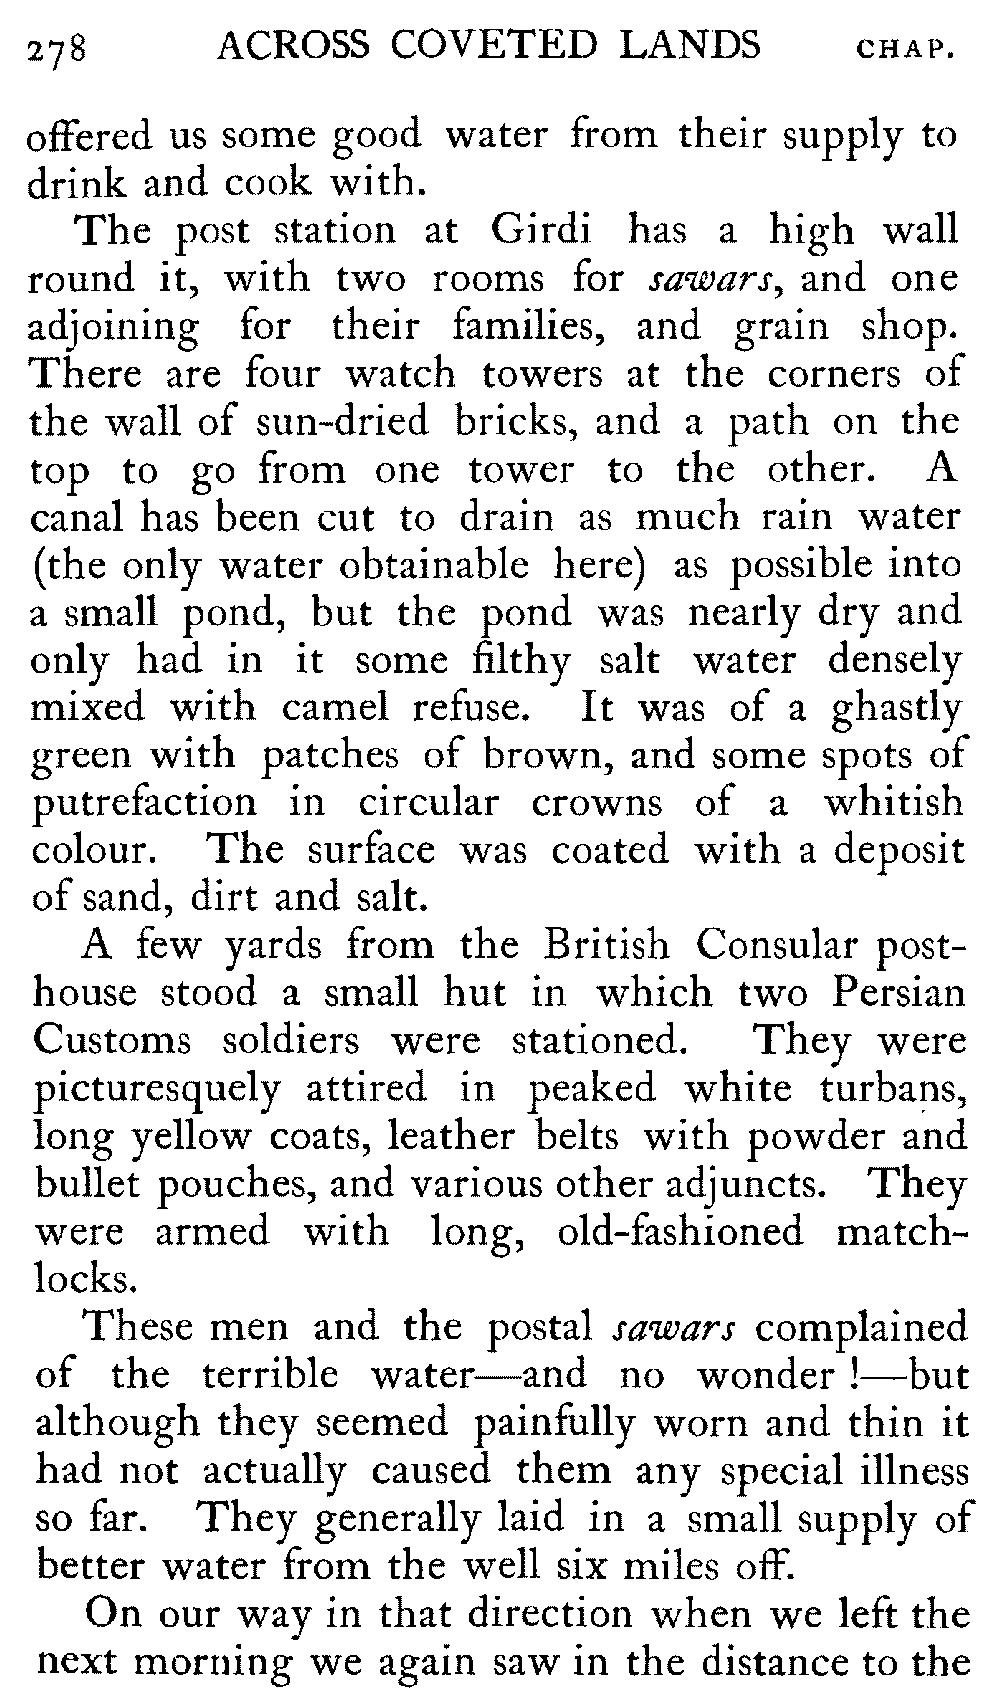 278 ACROSS COVETED LANDS CHAP.
offered us some good water from their supply to
drink and cook with.
The post station at Girdi has a high wall
round it, with two rooms for sawars, and one
adjoining for their families, and grain shop.
There are four watch towers at the corners of
the wall of sun-dried bricks, and a path on the
top to go from one tower to the other. A
canal has been cut to drain as much rain water
(the only water obtainable here) as possible into
a small pond, but the pond was nearly dry and
only had in it some filthy salt water densely
mixed with camel refuse. It was of a ghastly
green with patches of brown, and some spots of
putrefaction in circular crowns of a whitish
colour. The surface was coated with a deposit
of sand, dirt and salt.
A few yards from the British Consular post-
house stood a small hut in which two Persian
Customs soldiers were stationed. They were
picturesquely attired in peaked white turbans,
long yellow coats, leather belts with powder and
bullet pouches, and various other adjuncts. They
were armed with long, old-fashioned match-
locks.
These men and the postal sawars complained
of the terrible water—and no wonder !—but
although they seemed painfully worn and thin it
had not actually caused them any special illness
so far. They generally laid in a small supply of
better water from the well six miles off.
On our way in that direction when we left the
next morning we again saw in the distance to the